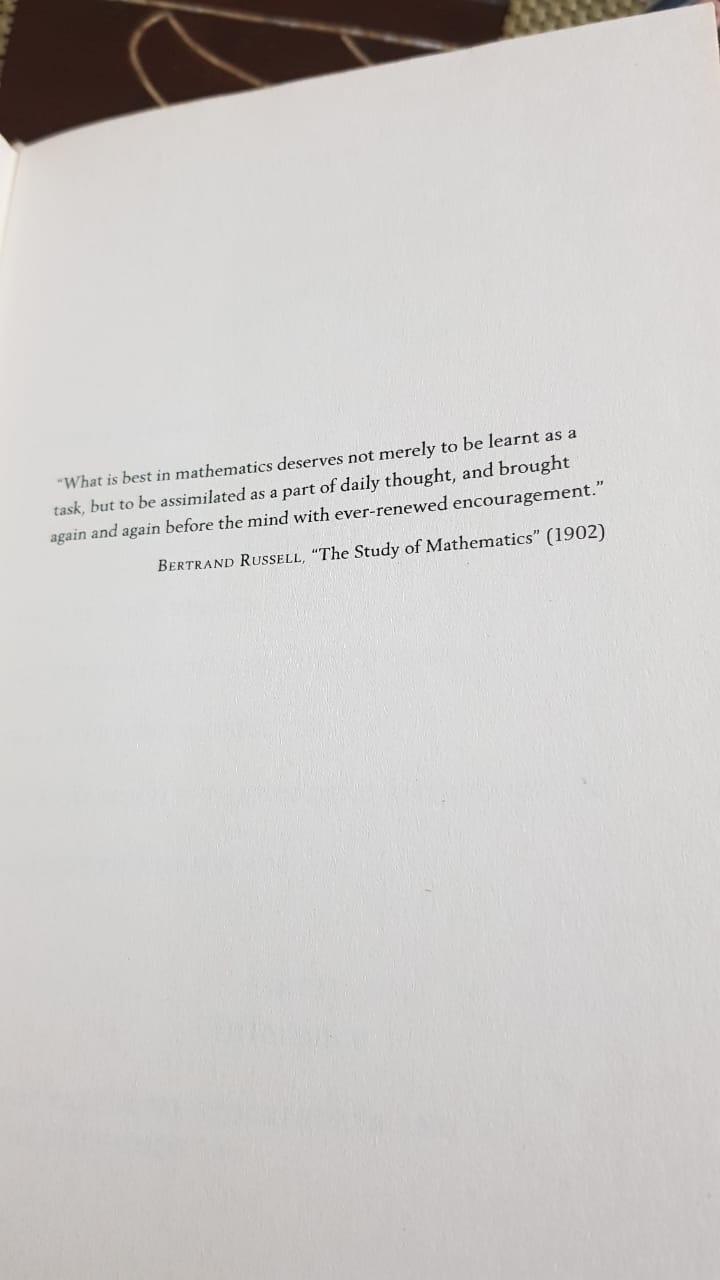 “What is best in mathematics deserves not merely to be learnt as a
task, but to be assimilated as a part of daily thought, and brought
again and again before the mind with ever-renewed encouragement.”
BERTRAND RUSSELL, “The Study of Mathematics” (1902)